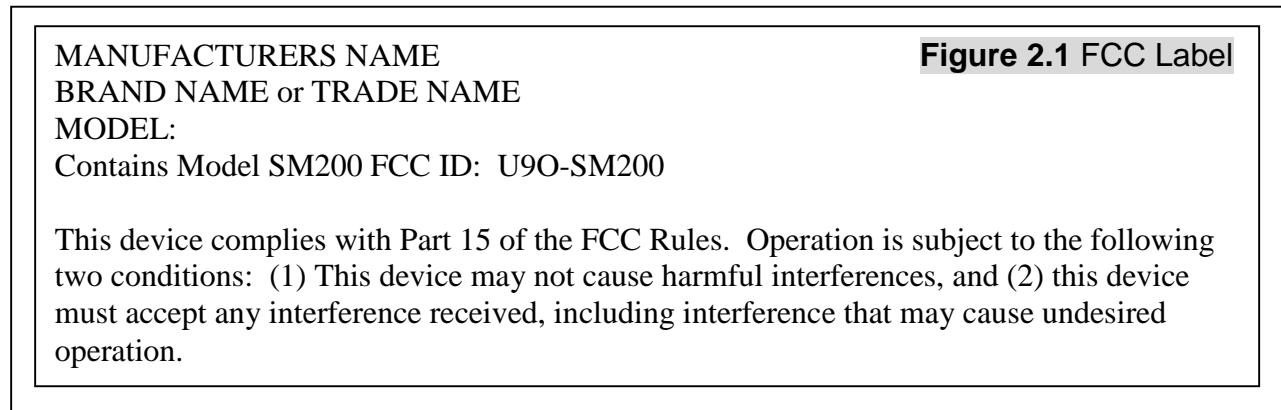 MANUFACTURERS NAME
Figure 2.1 FCC Label
BRAND NAME or TRADE NAME
MODEL:
Contains Model SM200 FCC ID:  U9O-SM200
This device complies with Part 15 of the FCC Rules.  Operation is subject to the following
two conditions:  (1) This device may not cause harmful interferences, and (2) this device
must accept any interference received, including interference that may cause undesired
operation.